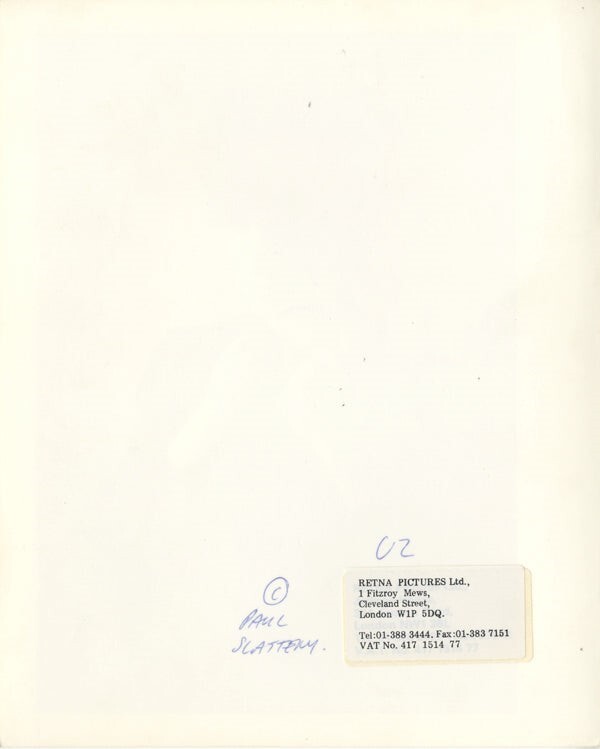 U2
©
PAUL
SLATTERY.
RETNA PICTURES Ltd.,
1 Fitzroy Mews,
Cleveland Street,
London W1P 5DQ.
Tel:01-388 3444. Fax:01-383 7151
VAT No. 417 1514 77